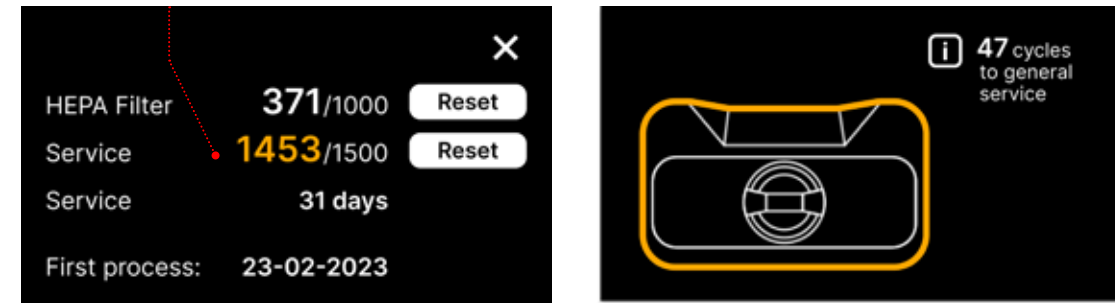 HEPA Filter 371/1000 Reset
Service 1453/1500 Reset
Service 31 days
First process: 23-02-2023
i 47 cycles
to general
service